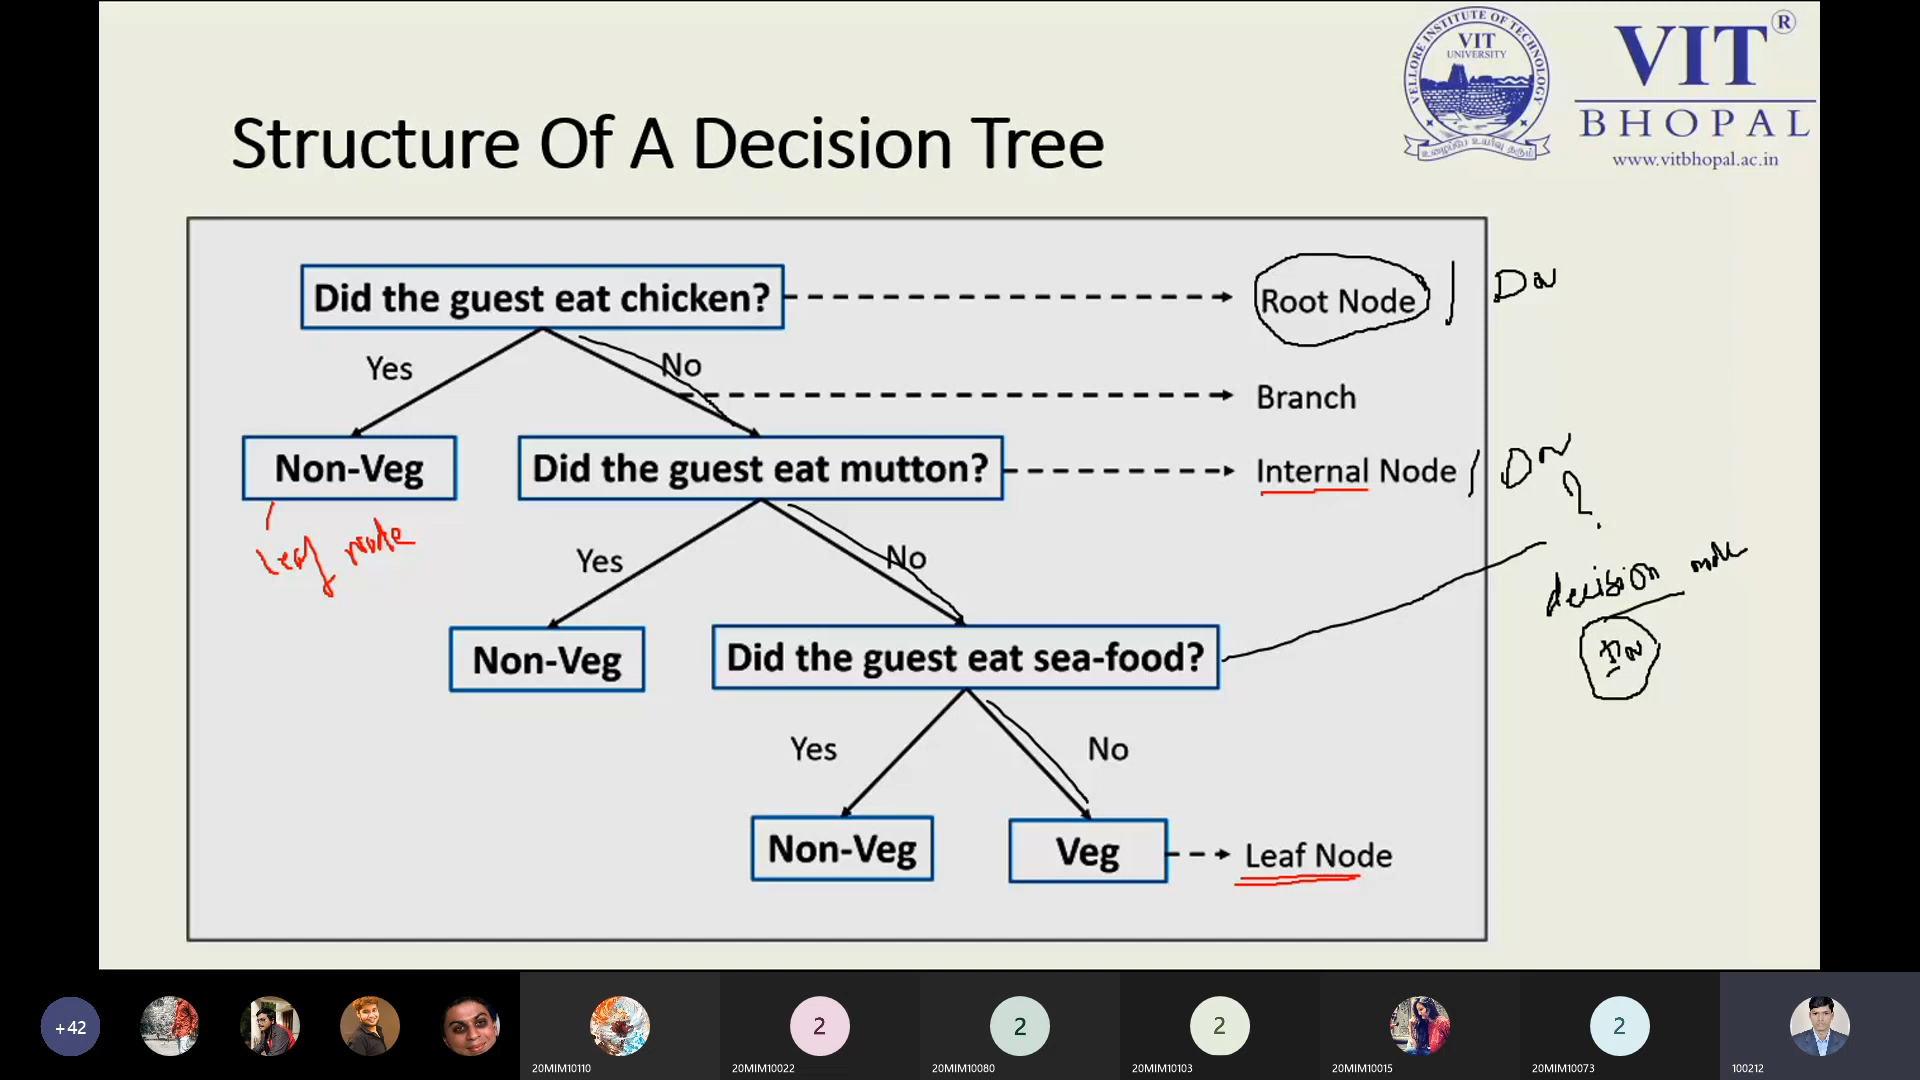 VELLORE INSTITUTE OF TECHNOLOGY
VIT
UNIVERSITY
VIT®
BHOPAL
www.vitbhopal.ac.in
Structure Of A Decision Tree
Did the guest eat chicken?
Root Node
DN
Yes
No
Branch
Non-Veg
Did the guest eat mutton?
Internal Node
DN
?
leaf node
Yes
No
decision node
Non-Veg
Did the guest eat sea-food?
Yes
No
Non-Veg
Veg
Leaf Node
+42
20MIM10110
2
20MIM10022
2
20MIM10080
2
20MIM10103
20MIM10015
2
20MIM10073
100212